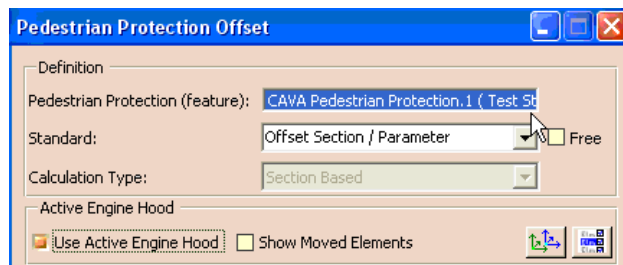 Pedestrian Protection Offset
Definition
Pedestrian Protection (feature): CAVA Pedestrian Protection.1 ( Test St
Standard: Offset Section / Parameter Free
Calculation Type: Section Based
Active Engine Hood
Use Active Engine Hood Show Moved Elements